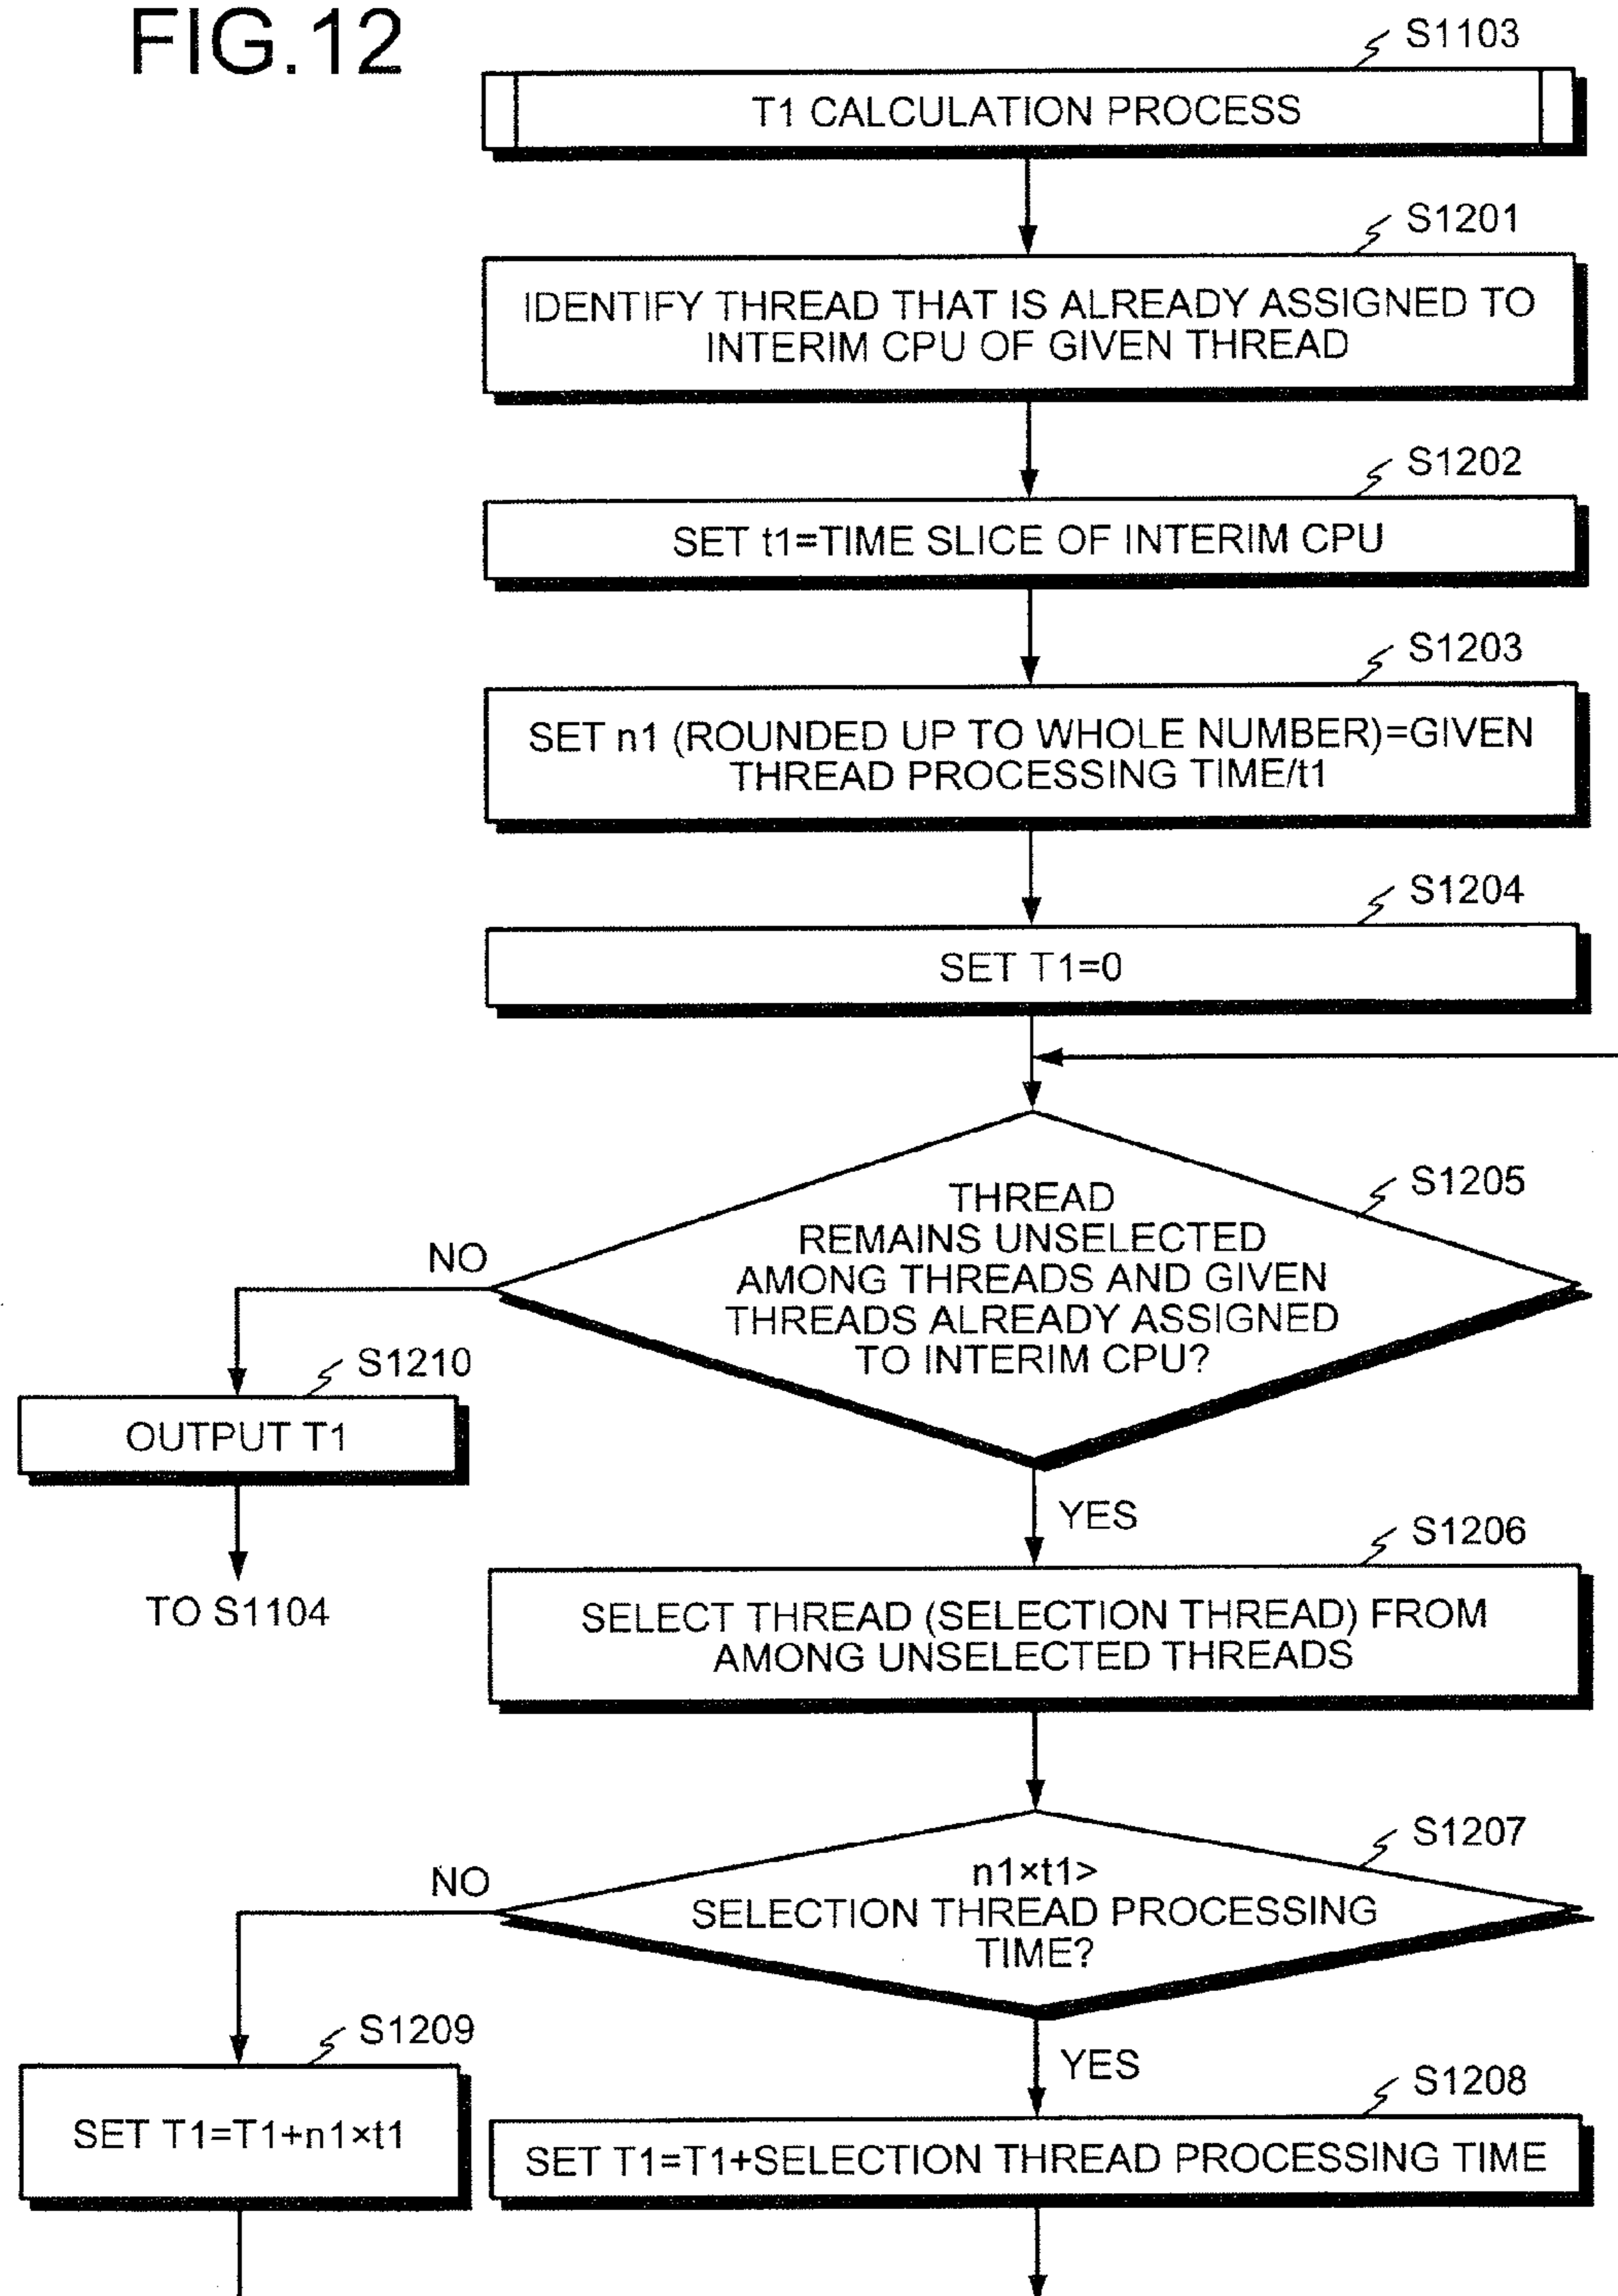 FIG.12
S1103
T1 CALCULATION PROCESS
S1201
IDENTIFY THREAD THAT IS ALREADY ASSIGNED TO
INTERIM CPU OF GIVEN THREAD
S1202
SET t1=TIME SLICE OF INTERIM CPU
S1203
SET n1 (ROUNDED UP TO WHOLE NUMBER)=GIVEN
THREAD PROCESSING TIME/t1
S1204
SET T1=0
S1205
THREAD
REMAINS UNSELECTED
AMONG THREADS AND GIVEN
THREADS ALREADY ASSIGNED
TO INTERIM CPU?
NO
S1210
OUTPUT T1
TO S1104
YES
S1206
SELECT THREAD (SELECTION THREAD) FROM
AMONG UNSELECTED THREADS
S1207
n1×t1>
SELECTION THREAD PROCESSING
TIME?
NO
S1209
SET T1=T1+n1×t1
YES
S1208
SET T1=T1+SELECTION THREAD PROCESSING TIME